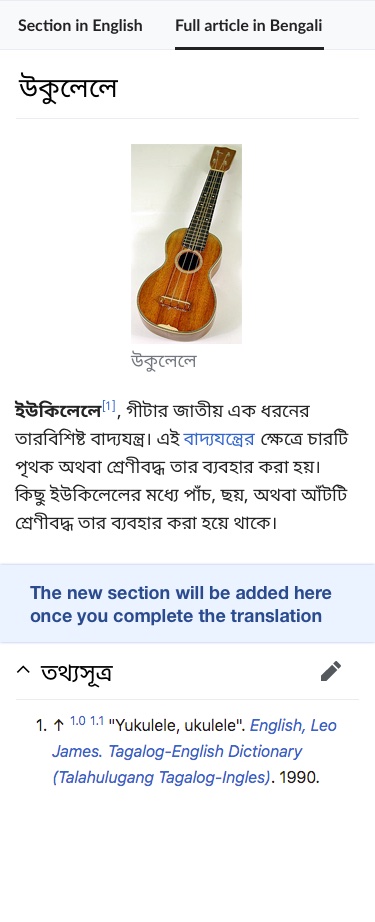 Section in English
Full article in Bengali
উকুলেলে
উকুলেলে
ইউকিলেলে[1], গীটার জাতীয় এক ধরনের
তারবিশিষ্ট বাদ্যযন্ত্র। এই বাদ্যযন্ত্রের ক্ষেত্রে চারটি
পৃথক অথবা শ্রেণীবদ্ধ তার ব্যবহার করা হয়।
কিছু ইউকিলেলের মধ্যে পাঁচ, ছয়, অথবা আঁটটি
শ্রেণীবদ্ধ তার ব্যবহার করা হয়ে থাকে।
The new section will be added here
once you complete the translation
তথ্যসূত্র
1. ↑ 1.0 1.1 "Yukulele, ukulele". English, Leo
James. Tagalog-English Dictionary
(Talahulugang Tagalog-Ingles). 1990.